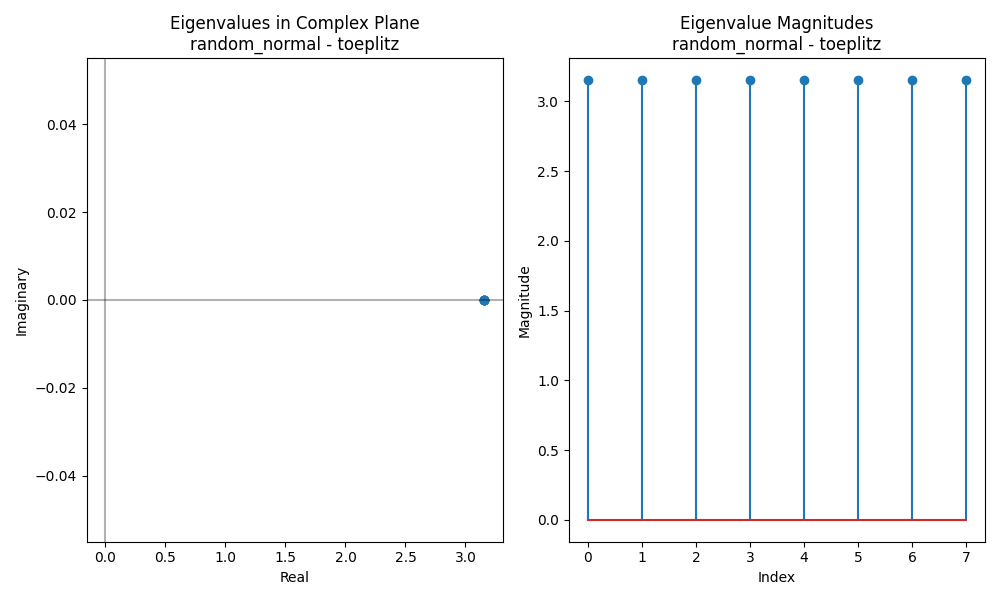 Eigenvalues in Complex Plane
random_normal - toeplitz
Imaginary
0.04
0.02
0.00
−0.02
−0.04
0.0 0.5 1.0 1.5 2.0 2.5 3.0
Real
Eigenvalue Magnitudes
random_normal - toeplitz
Magnitude
3.0
2.5
2.0
1.5
1.0
0.5
0.0
0 1 2 3 4 5 6 7
Index